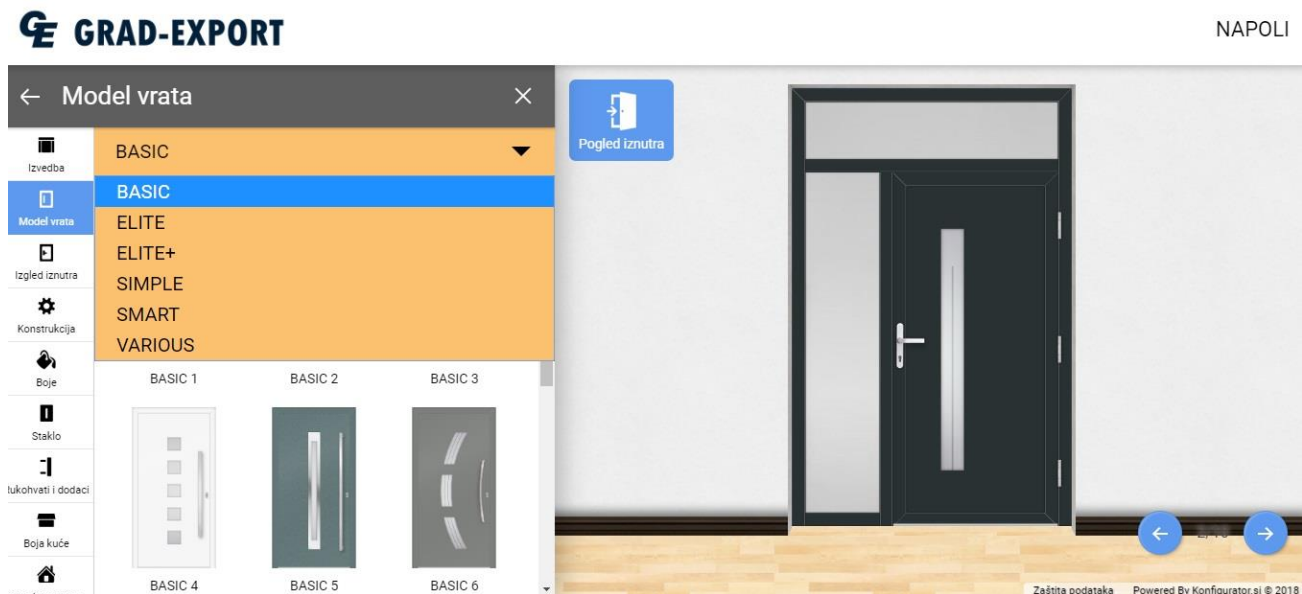 GE GRAD-EXPORT
NAPOLI
Model vrata
BASIC
BASIC
ELITE
ELITE+
SIMPLE
SMART
VARIOUS
BASIC 1
BASIC 2
BASIC 3
BASIC 4
BASIC 5
BASIC 6
Izvedba
Model vrata
Izgled iznutra
Konstrukcija
Boje
Staklo
i dodaci
Boja kuće
Pogled iznutra
Zaštita podataka
Powered By Konfigurator.si © 2018